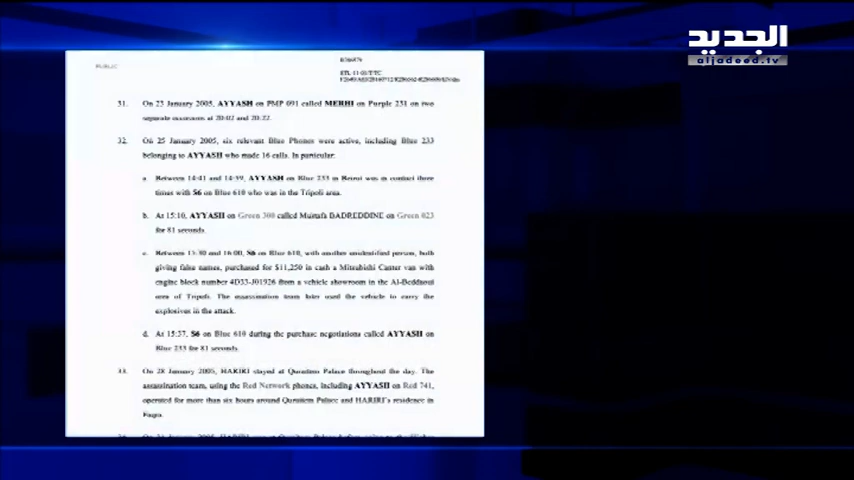 الجديد
aljadeed.tv
PUBLIC
STL-11-01/T/TC
31. On 23 January 2005, AYYASH on PMP 091 called MERHI on Purple 231 on two
separate occasions at 20:02 and 20:22.
32. On 25 January 2005, six relevant Blue Phones were active, including Blue 233
belonging to AYYASH who made 16 calls. In particular:
a. Between 14:41 and 14:59, AYYASH on Blue 233 in Beirut was in contact three
times with S6 on Blue 610 who was in the Tripoli area.
b. At 15:10, AYYASH on Green 300 called Mustafa BADREDDINE on Green 023
for 81 seconds.
c. Between 15:30 and 16:00, S6 on Blue 610, with another unidentified person, both
giving false names, purchased for $11,250 in cash a Mitsubishi Canter van with
engine block number 4D33-J01926 from a vehicle showroom in the Al-Beddaoui
area of Tripoli. The assassination team later used the vehicle to carry the
explosives in the attack.
d. At 15:37, S6 on Blue 610 during the purchase negotiations called AYYASH on
Blue 233 for 81 seconds.
33. On 28 January 2005, HARIRI stayed at Quraitem Palace throughout the day. The
assassination team, using the Red Network phones, including AYYASH on Red 741,
operated for more than six hours around Quraitem Palace and HARIRI's residence in
Faqra.